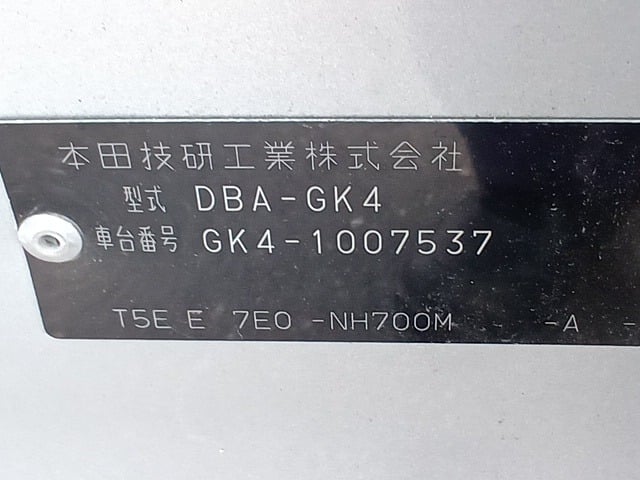 本田技研工業株式会社
型式 DBA-GK4
車台番号 GK4-1007537
T5E E 7E0 -NH700M -A -